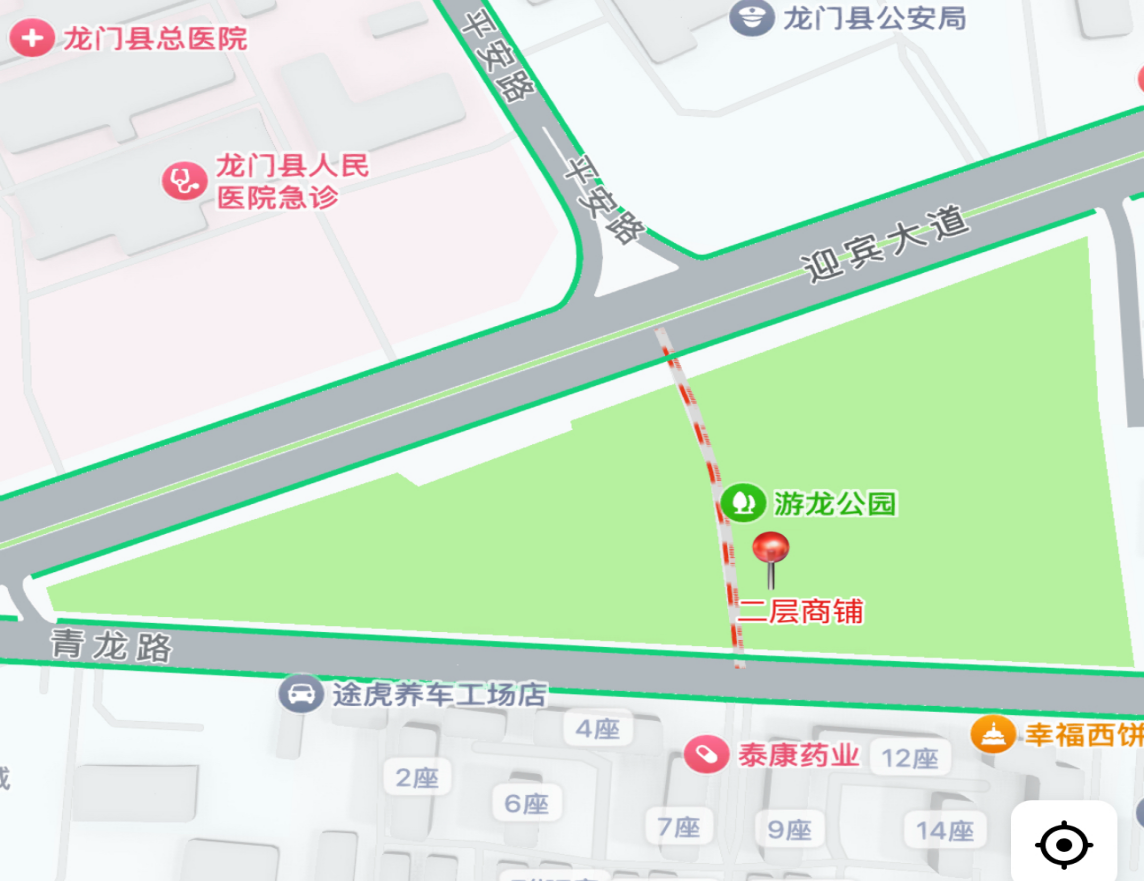 龙门县总医院
平安路
龙门县公安局
龙门县人民
医院急诊
平安路
迎宾大道
游龙公园
二层商铺
青龙路
途虎养车工场店
4座
幸福西饼
泰康药业
12座
2座
6座
7座
9座
14座